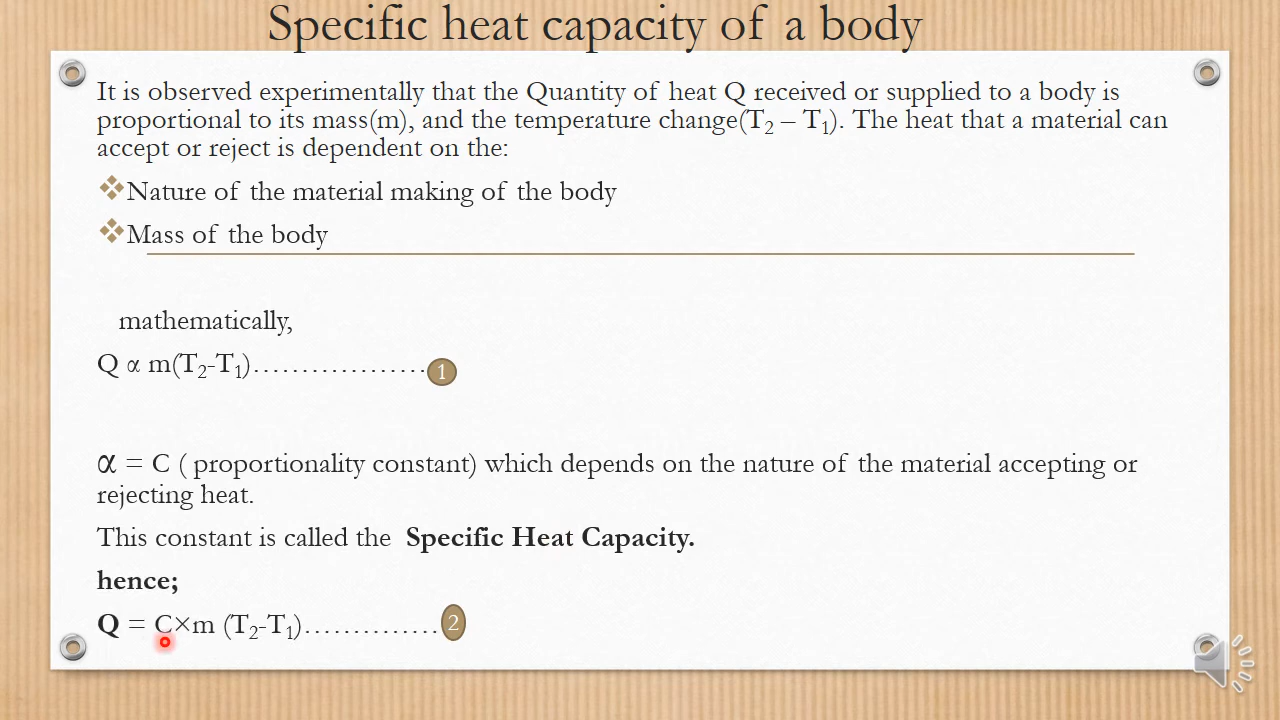 Specific heat capacity of a body
It is observed experimentally that the Quantity of heat Q received or supplied to a body is
proportional to its mass(m), and the temperature change(T₂ – T₁). The heat that a material can
accept or reject is dependent on the:
❖Nature of the material making of the body
❖Mass of the body
mathematically,
Q ∝ m(T₂-T₁)..................1
∝ = C ( proportionality constant) which depends on the nature of the material accepting or
rejecting heat.
This constant is called the Specific Heat Capacity.
hence;
Q = C×m (T₂-T₁)..............2